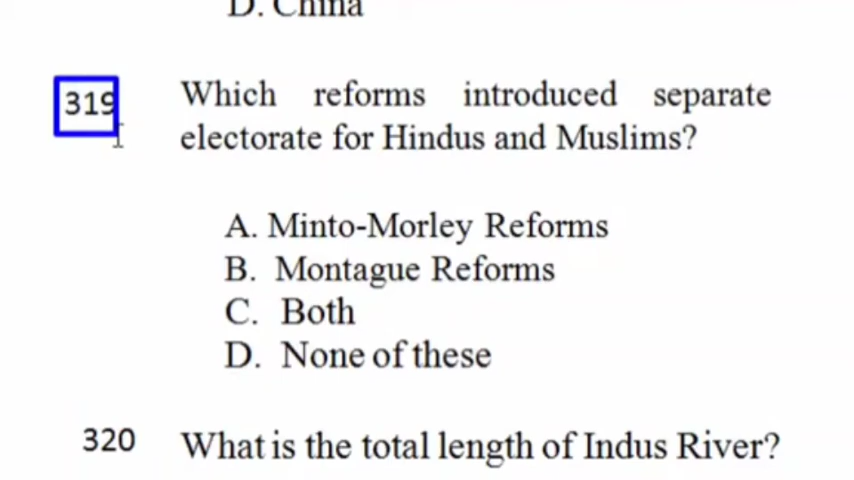 D. China
319 Which reforms introduced separate
electorate for Hindus and Muslims?
A. Minto-Morley Reforms
B. Montague Reforms
C. Both
D. None of these
320 What is the total length of Indus River?